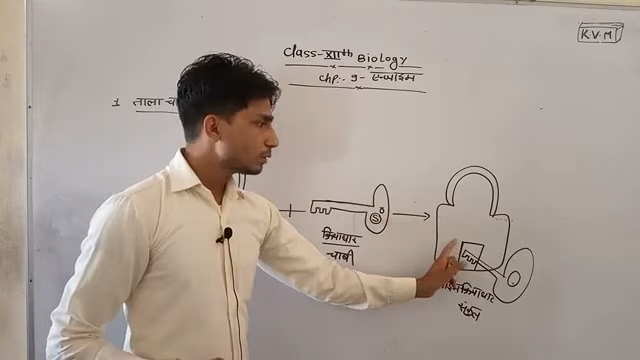 K.V.M
Class-XIIth Biology
Chp:- 9- एन्जाइम
1 ताला-चा
S
क्रियाधार
चाबी
क्रियाधार
संकुल